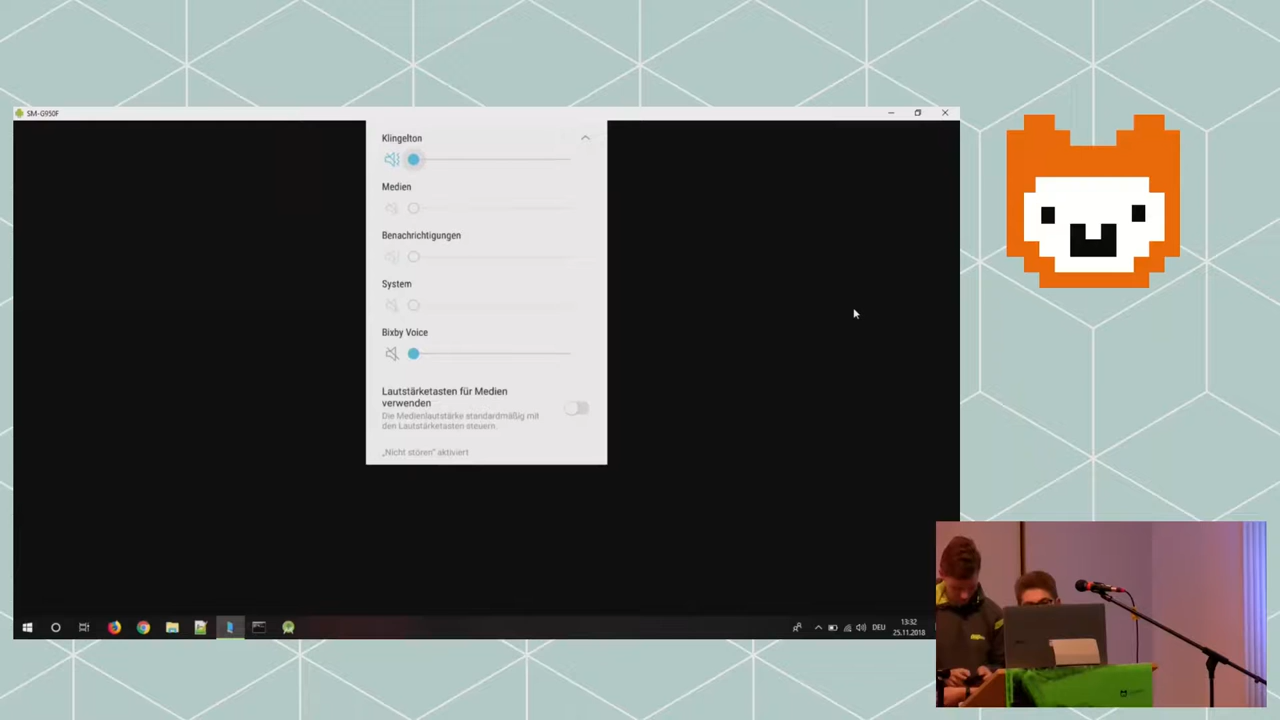 SM-G950F
Klingelton
Medien
Benachrichtigungen
System
Bixby Voice
Lautstärketasten für Medien
verwenden
Die Medienlautstärke standardmäßig mit
den Lautstärketasten steuern.
„Nicht stören“ aktiviert
DEU
13:32
25.11.2018